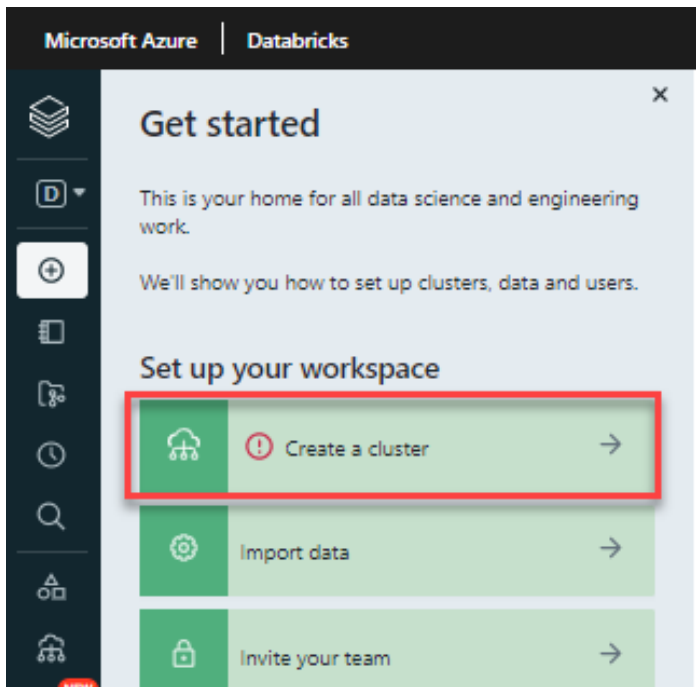 Microsoft Azure Databricks
Get started
D
This is your home for all data science and engineering
work.
We'll show you how to set up clusters, data and users.
Set up your workspace
Create a cluster
Import data
Invite your team
NEW